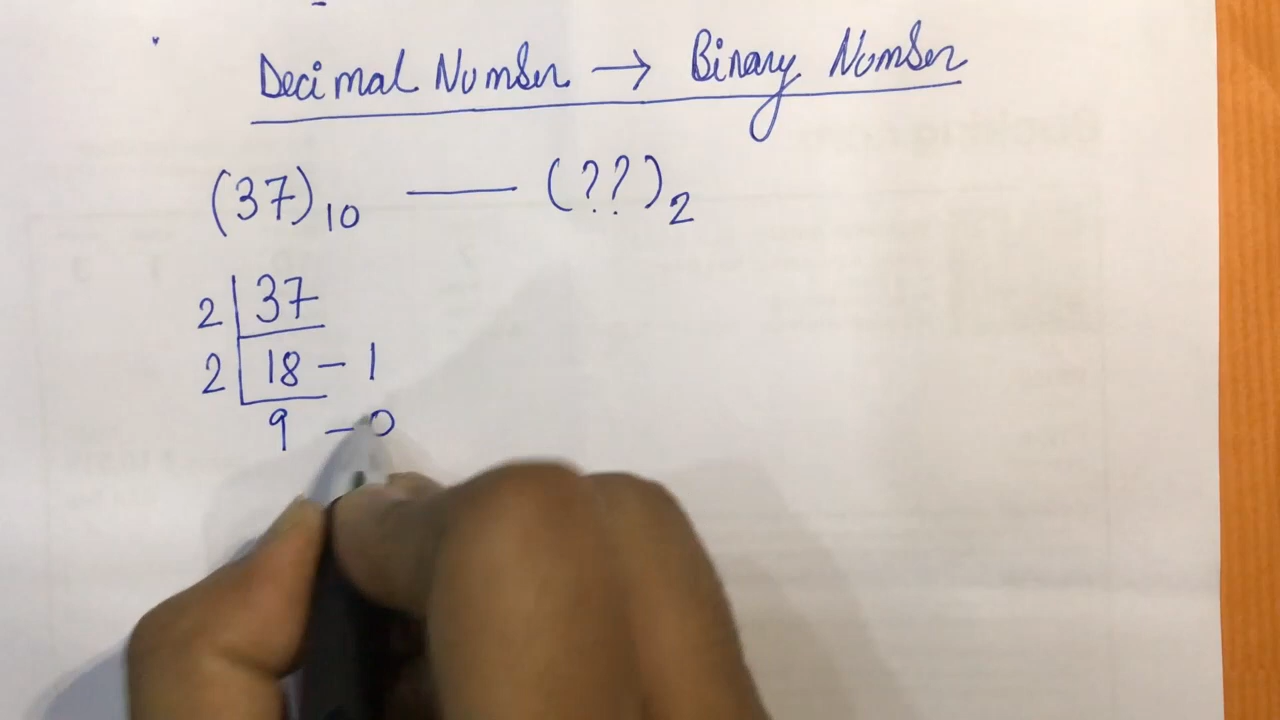 Decimal Number → Binary Number
(37)10 — (??)2
2 | 37
2 | 18 - 1
9 - 0